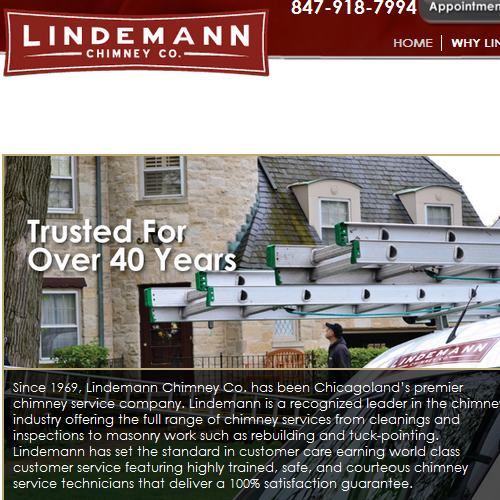 847-918-7994
Appointmen
LINDEMANN
CHIMNEY CO.
HOME | WHY LIN
Trusted For
Over 40 Years
LINDEMANN
Since 1969, Lindemann Chimney Co. has been Chicagoland's premier
chimney service company. Lindemann is a recognized leader in the chimney
industry offering the full range of chimney services from cleanings and
inspections to masonry work such as rebuilding and tuck-pointing.
Lindemann has set the standard in customer care earning world class
customer service featuring highly trained, safe, and courteous chimney
service technicians that deliver a 100% satisfaction guarantee.